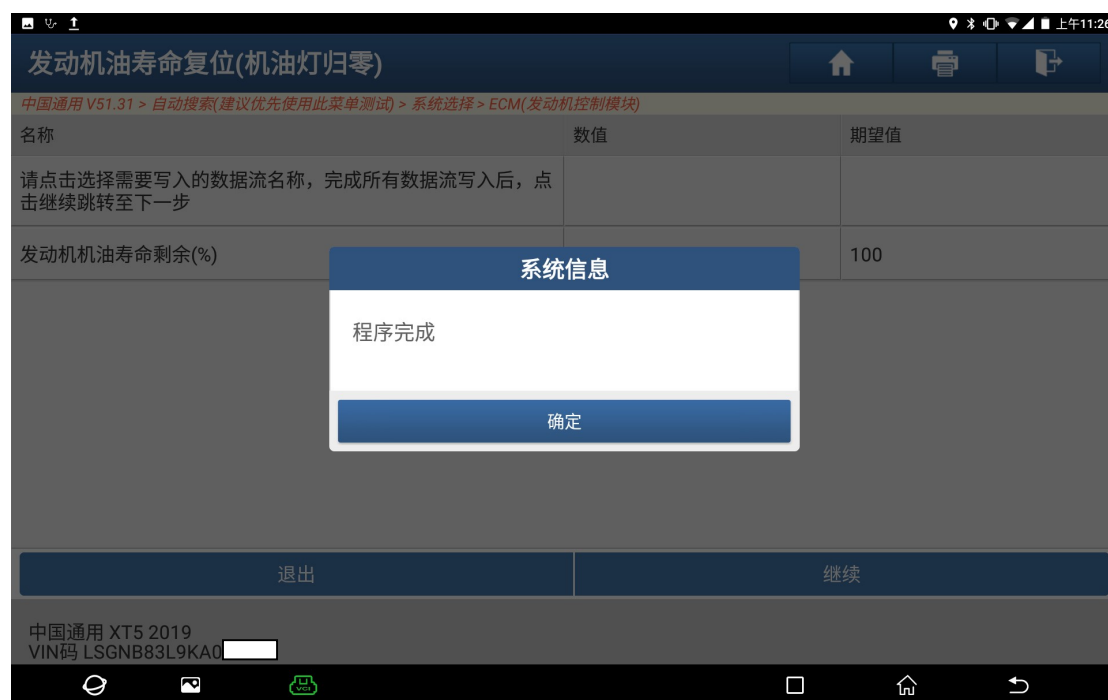 上午11:26
发动机油寿命复位(机油灯归零)
中国通用 V51.31 > 自动搜索(建议优先使用此菜单测试) > 系统选择 > ECM(发动机控制模块)
名称 数值 期望值
请点击选择需要写入的数据流名称，完成所有数据流写入后，点
击继续跳转至下一步
发动机机油寿命剩余(%) 100
系统信息
程序完成
确定
退出 继续
中国通用 XT5 2019
VIN码 LSGNB83L9KA0
VCI